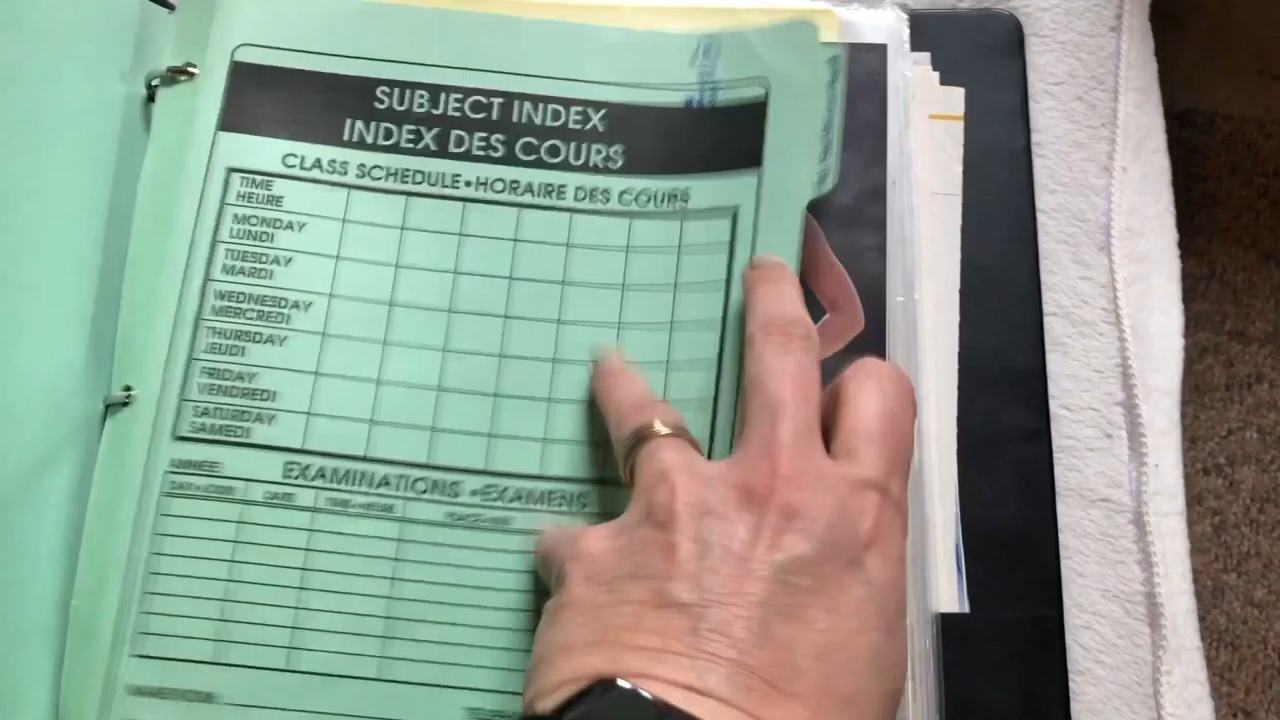 SUBJECT INDEX
INDEX DES COURS
CLASS SCHEDULE•HORAIRE DES COURS
TIME
HEURE
MONDAY
LUNDI
TUESDAY
MARDI
WEDNESDAY
MERCREDI
THURSDAY
JEUDI
FRIDAY
VENDREDI
SATURDAY
SAMEDI
ANNÉE:
EXAMINATIONS •EXAMENS
DATE